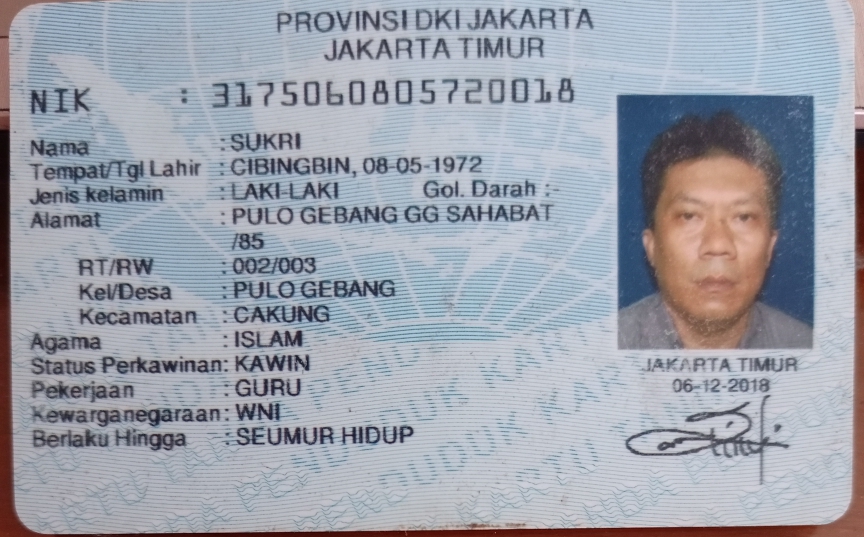 PROVINSI DKI JAKARTA
JAKARTA TIMUR
NIK : 3175060805720018
Nama : SUKRI
Tempat/Tgl Lahir : CIBINGBIN, 08-05-1972
Jenis kelamin : LAKI-LAKI Gol. Darah :-
Alamat : PULO GEBANG GG SAHABAT
/85
RT/RW : 002/003
Kel/Desa : PULO GEBANG
Kecamatan : CAKUNG
Agama : ISLAM
Status Perkawinan: KAWIN
Pekerjaan : GURU
Kewarganegaraan: WNI
Berlaku Hingga : SEUMUR HIDUP
JAKARTA TIMUR
06-12-2018